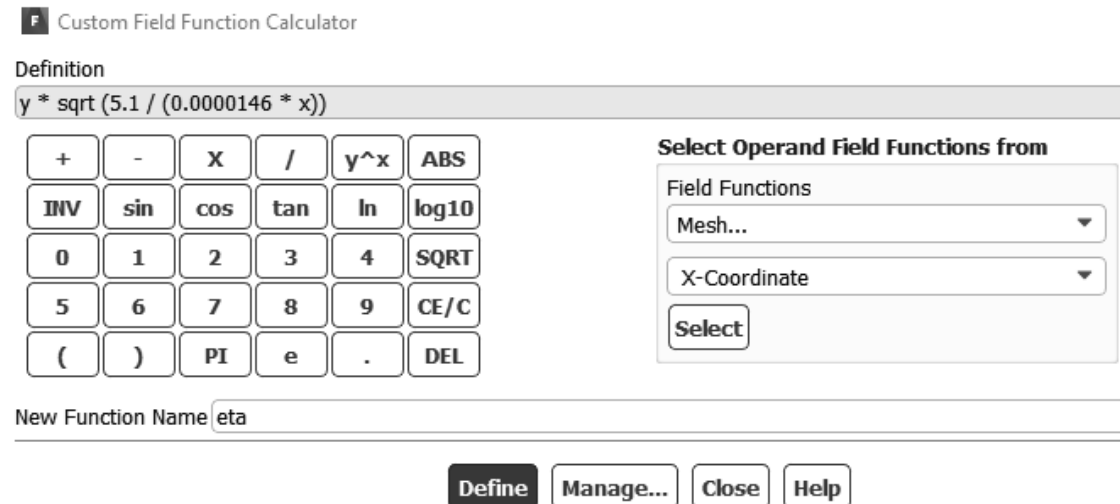 F Custom Field Function Calculator
Definition
y * sqrt (5.1 / (0.0000146 * x))
+ - X / y^x ABS
INV sin cos tan ln log10
0 1 2 3 4 SQRT
5 6 7 8 9 CE/C
( ) PI e . DEL
Select Operand Field Functions from
Field Functions
Mesh...
X-Coordinate
Select
New Function Name eta
Define Manage... Close Help